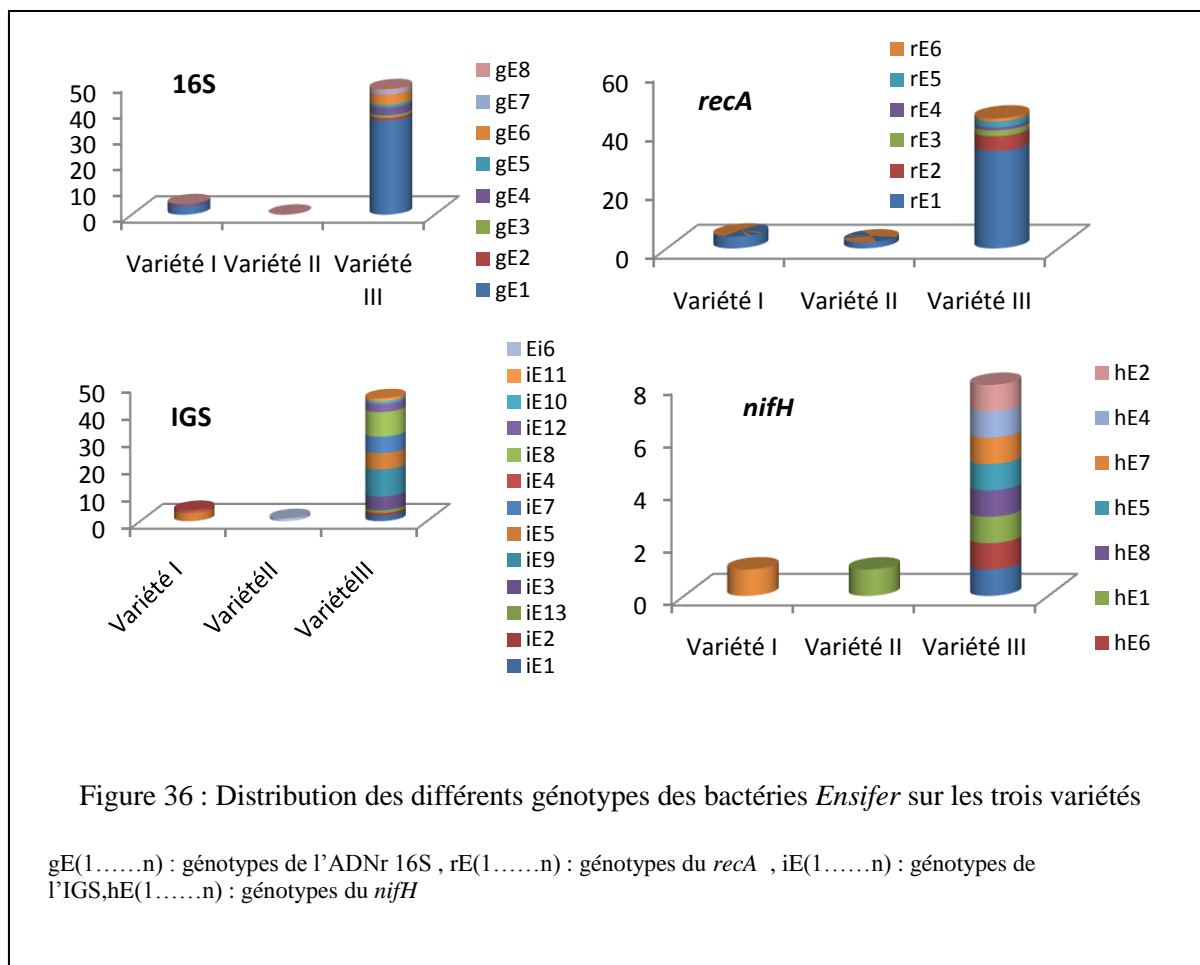 16S
50
40
30
20
10
0
Variété I
Variété II
Variété
III
gE8
gE7
gE6
gE5
gE4
gE3
gE2
gE1
recA
60
40
20
0
Variété I
Variété II
Variété III
rE6
rE5
rE4
rE3
rE2
rE1
IGS
50
40
30
20
10
0
Variété I
VariétéII
VariétéIII
Ei6
iE11
iE10
iE12
iE8
iE4
iE7
iE5
iE9
iE3
iE13
iE2
iE1
nifH
8
6
4
2
0
Variété I
Variété II
Variété III
hE2
hE4
hE7
hE5
hE8
hE1
hE6
Figure 36 : Distribution des différents génotypes des bactéries Ensifer sur les trois variétés
gE(1……n) : génotypes de l’ADNr 16S , rE(1……n) : génotypes du recA , iE(1……n) : génotypes de
l’IGS,hE(1……n) : génotypes du nifH